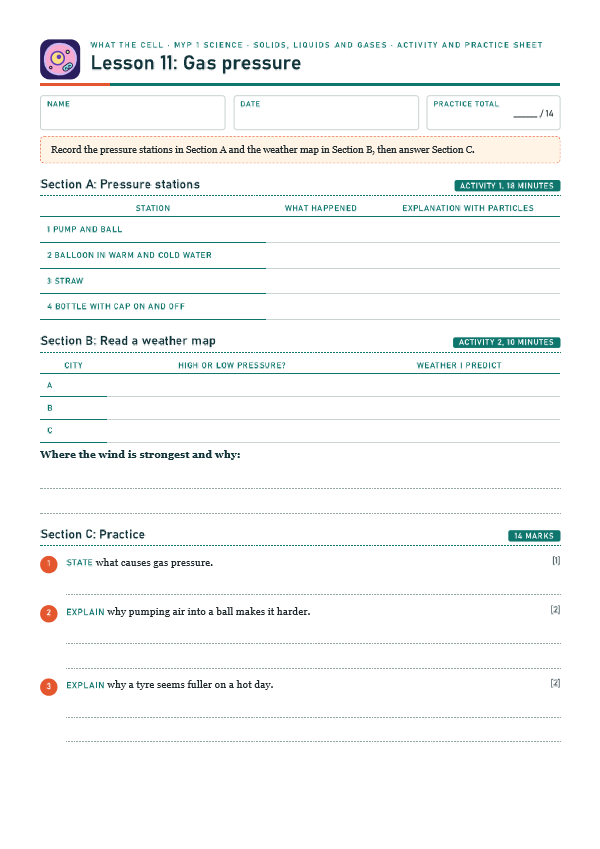 WHAT THE CELL · MYP 1 SCIENCE · SOLIDS, LIQUIDS AND GASES · ACTIVITY AND PRACTICE SHEET
Lesson 11: Gas pressure
NAME
DATE
PRACTICE TOTAL
_____ / 14
Record the pressure stations in Section A and the weather map in Section B, then answer Section C.
Section A: Pressure stations
ACTIVITY 1, 18 MINUTES
STATION WHAT HAPPENED EXPLANATION WITH PARTICLES
1 PUMP AND BALL
2 BALLOON IN WARM AND COLD WATER
3 STRAW
4 BOTTLE WITH CAP ON AND OFF
Section B: Read a weather map
ACTIVITY 2, 10 MINUTES
CITY HIGH OR LOW PRESSURE? WEATHER I PREDICT
A
B
C
Where the wind is strongest and why:
Section C: Practice
14 MARKS
1 STATE what causes gas pressure. [1]
2 EXPLAIN why pumping air into a ball makes it harder. [2]
3 EXPLAIN why a tyre seems fuller on a hot day. [2]